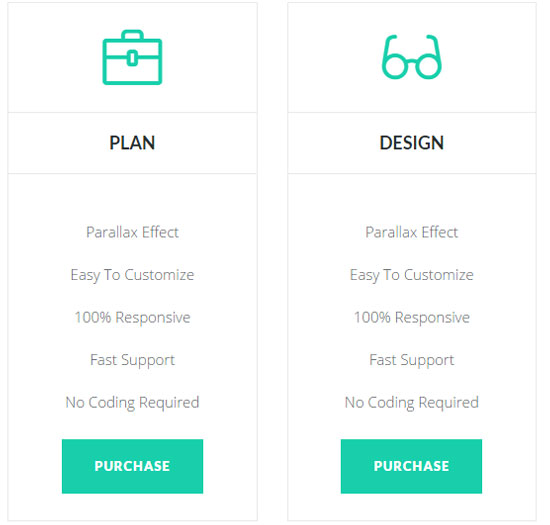 PLAN
Parallax Effect
Easy To Customize
100% Responsive
Fast Support
No Coding Required
PURCHASE
DESIGN
Parallax Effect
Easy To Customize
100% Responsive
Fast Support
No Coding Required
PURCHASE